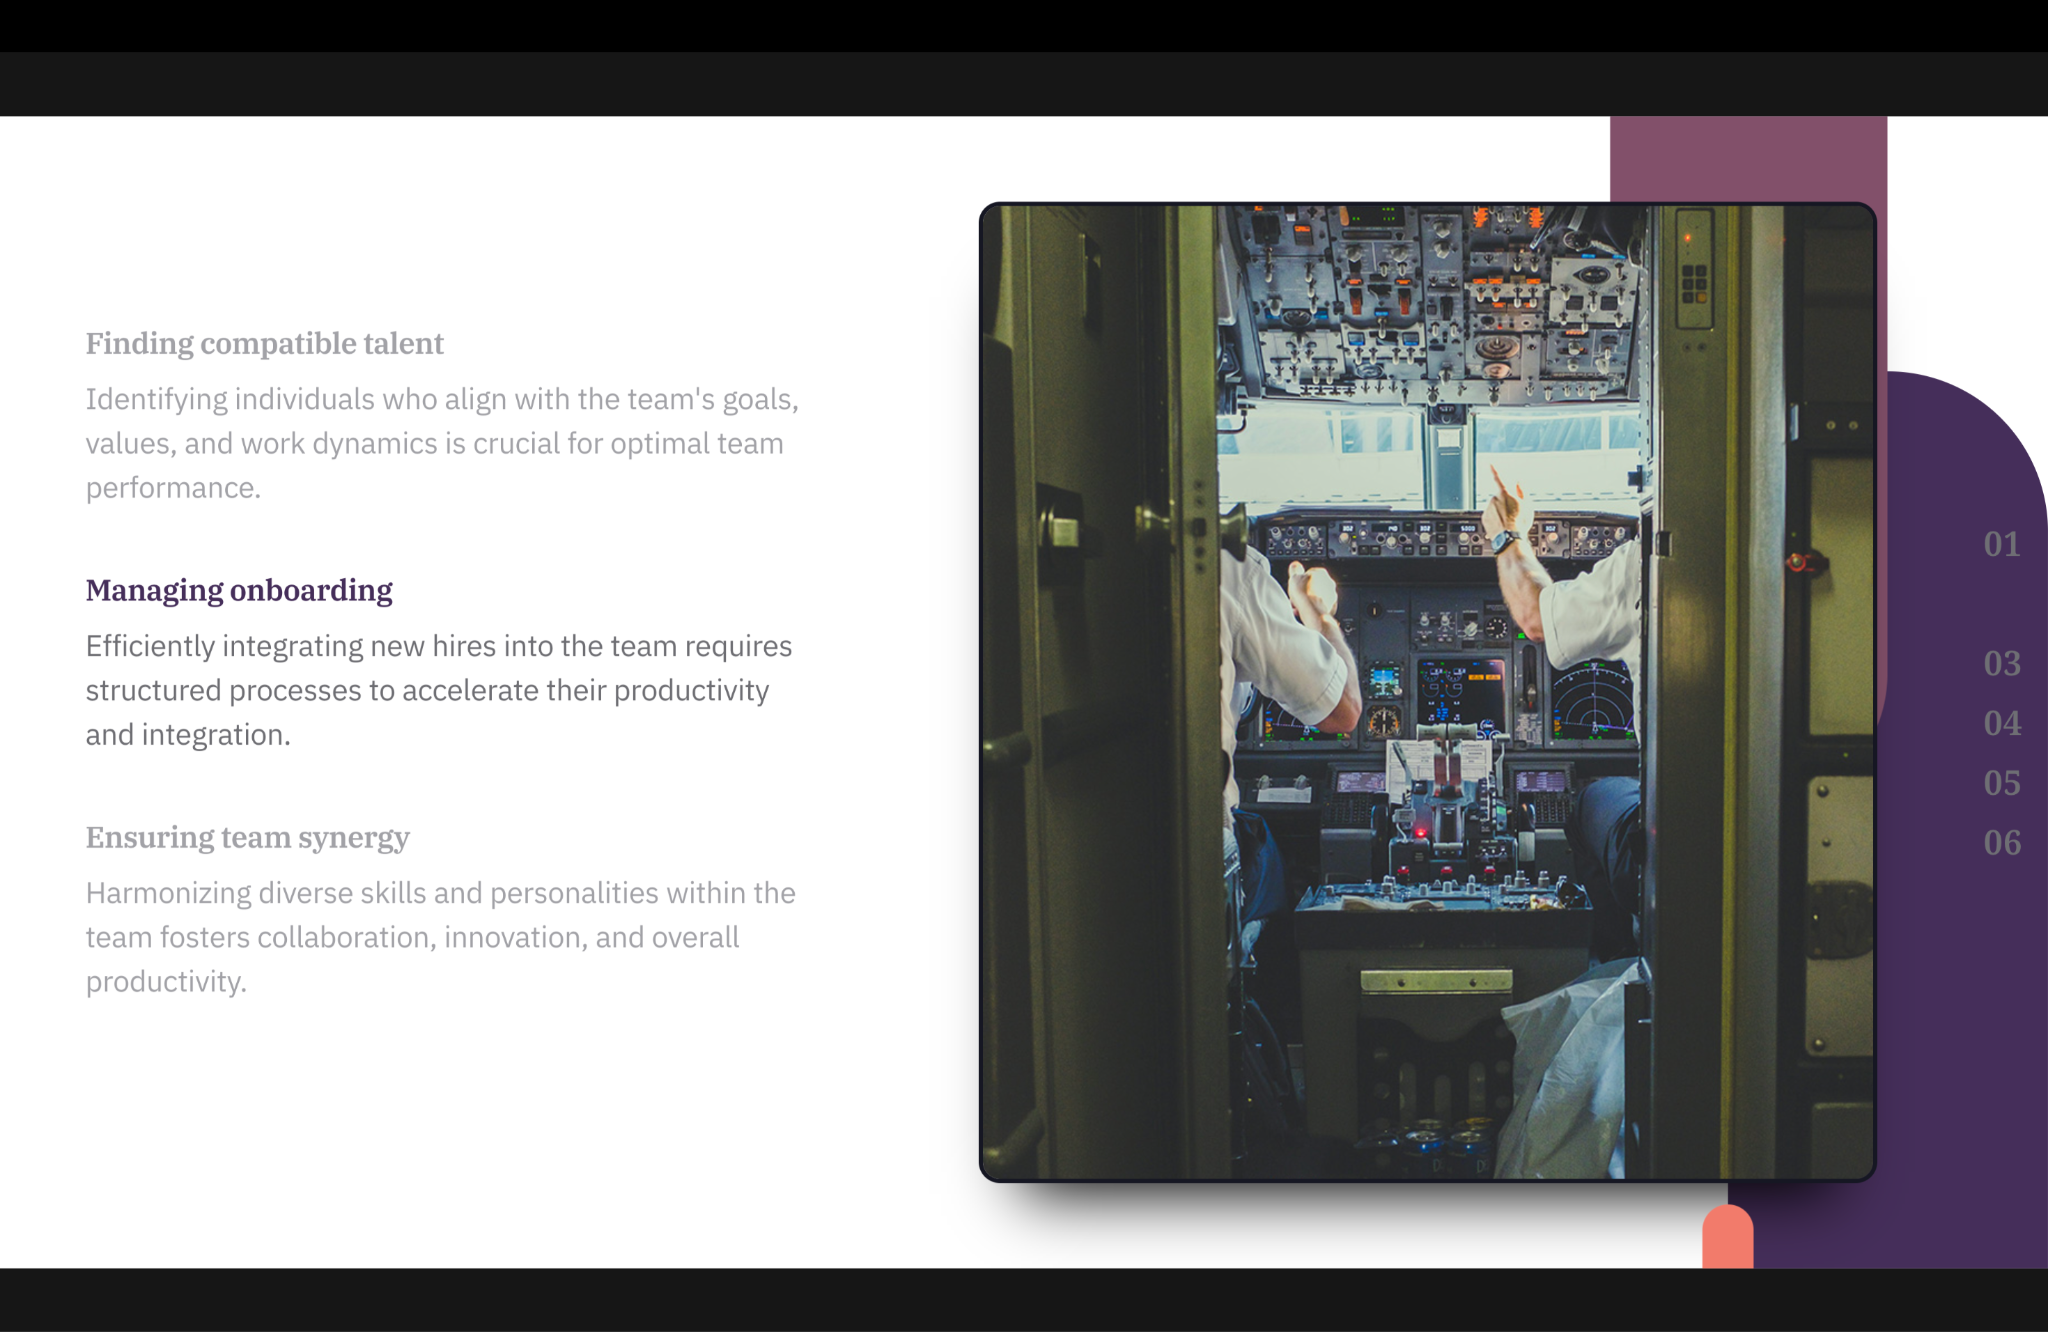 Finding compatible talent
Identifying individuals who align with the team's goals,
values, and work dynamics is crucial for optimal team
performance.
Managing onboarding
Efficiently integrating new hires into the team requires
structured processes to accelerate their productivity
and integration.
Ensuring team synergy
Harmonizing diverse skills and personalities within the
team fosters collaboration, innovation, and overall
productivity.
01
03
04
05
06